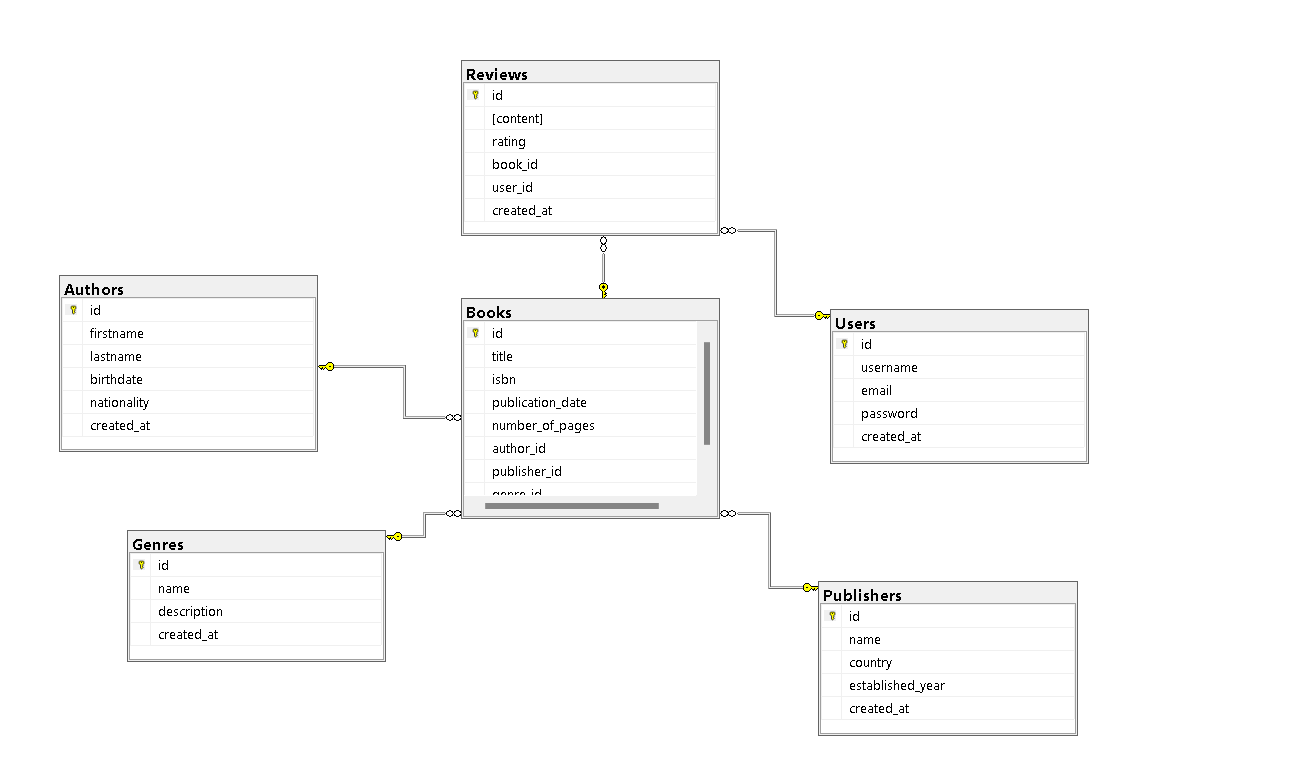 Reviews
id
[content]
rating
book_id
user_id
created_at
Authors
id
firstname
lastname
birthdate
nationality
created_at
Books
id
title
isbn
publication_date
number_of_pages
author_id
publisher_id
genre_id
Users
id
username
email
password
created_at
Genres
id
name
description
created_at
Publishers
id
name
country
established_year
created_at